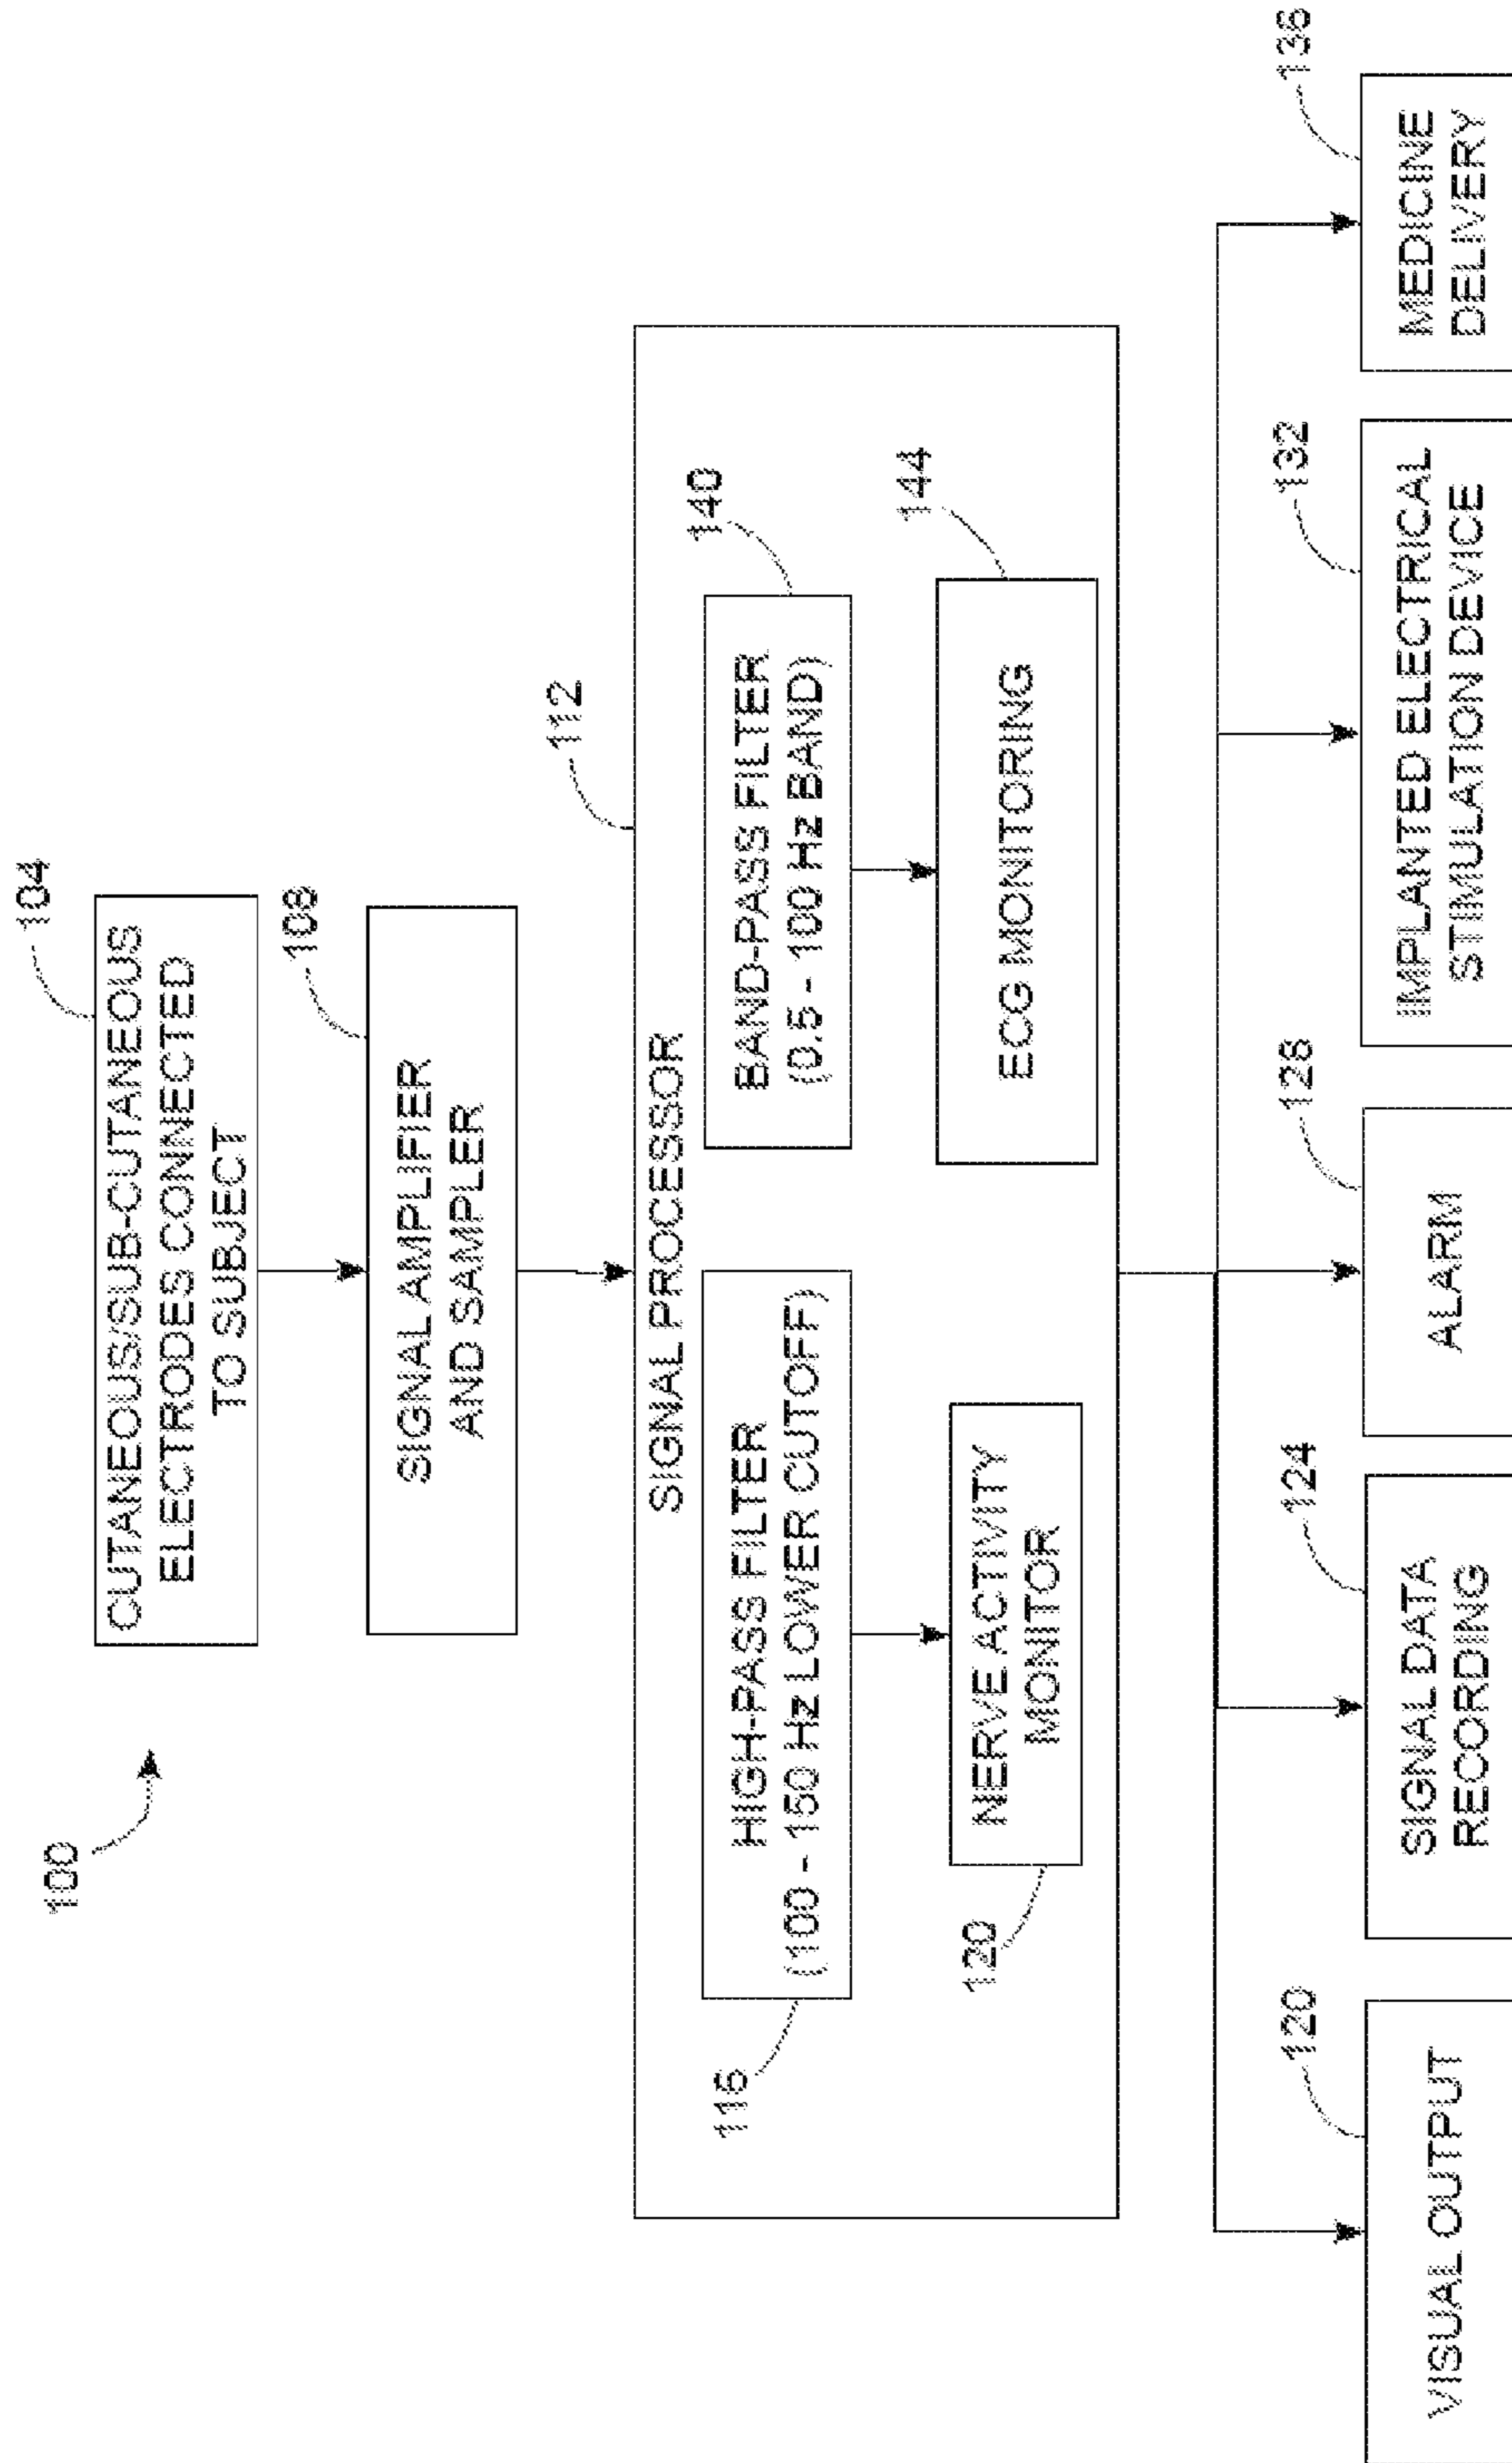 100
104
CUTANEOUS/SUB-CUTANEOUS
ELECTRODES CONNECTED
TO SUBJECT
108
SIGNAL AMPLIFIER
AND SAMPLER
112
SIGNAL PROCESSOR
116
HIGH-PASS FILTER
(100 - 150 Hz LOWER CUTOFF)
120
NERVE ACTIVITY
MONITOR
140
BAND-PASS FILTER
(0.5 - 100 Hz BAND)
144
ECG MONITORING
120
VISUAL OUTPUT
124
SIGNAL DATA
RECORDING
128
ALARM
132
IMPLANTED ELECTRICAL
STIMULATION DEVICE
136
MEDICINE
DELIVERY